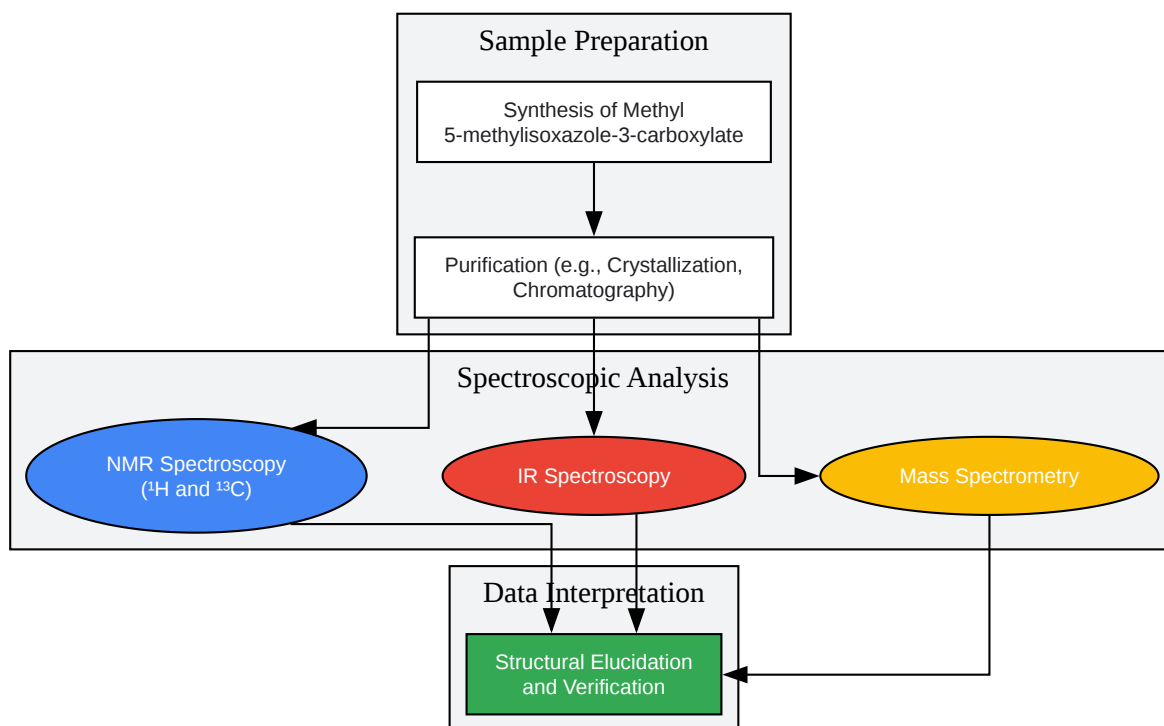 Sample Preparation
Synthesis of Methyl
5-methylisoxazole-3-carboxylate
Purification (e.g., Crystallization,
Chromatography)
Spectroscopic Analysis
NMR Spectroscopy
(¹H and ¹³C)
IR Spectroscopy
Mass Spectrometry
Data Interpretation
Structural Elucidation
and Verification